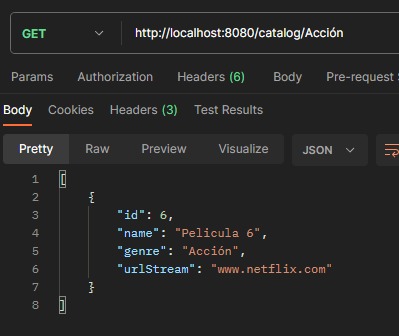 GET http://localhost:8080/catalog/Acción
Params Authorization Headers (6) Body Pre-request
Body Cookies Headers (3) Test Results
Pretty Raw Preview Visualize JSON
1 [
2 {
3 "id": 6,
4 "name": "Pelicula 6",
5 "genre": "Acción",
6 "urlStream": "www.netflix.com"
7 }
8 ]